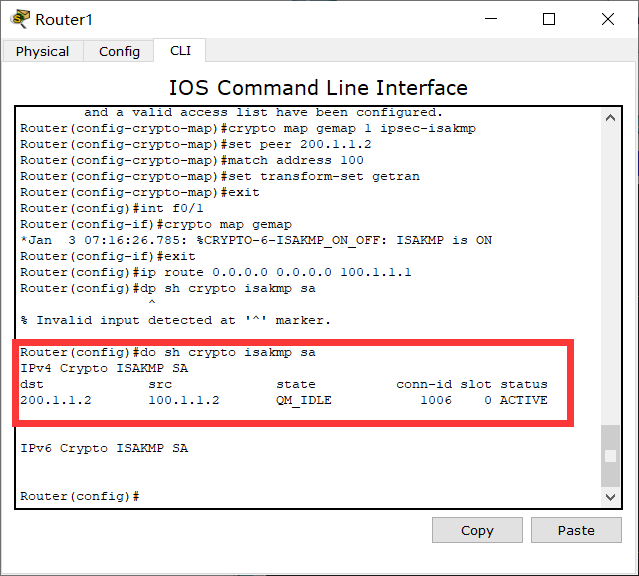 Router1
Physical Config CLI
IOS Command Line Interface
and a valid access list have been configured.
Router(config-crypto-map)#crypto map gemap 1 ipsec-isakmp
Router(config-crypto-map)#set peer 200.1.1.2
Router(config-crypto-map)#match address 100
Router(config-crypto-map)#set transform-set getran
Router(config-crypto-map)#exit
Router(config)#int f0/1
Router(config-if)#crypto map gemap
*Jan  3 07:16:26.785: %CRYPTO-6-ISAKMP_ON_OFF: ISAKMP is ON
Router(config-if)#exit
Router(config)#ip route 0.0.0.0 0.0.0.0 100.1.1.1
Router(config)#dp sh crypto isakmp sa
^
% Invalid input detected at '^' marker.
Router(config)#do sh crypto isakmp sa
IPv4 Crypto ISAKMP SA
dst src state conn-id slot status
200.1.1.2 100.1.1.2 QM_IDLE 1006 0 ACTIVE
IPv6 Crypto ISAKMP SA
Router(config)#
Copy Paste